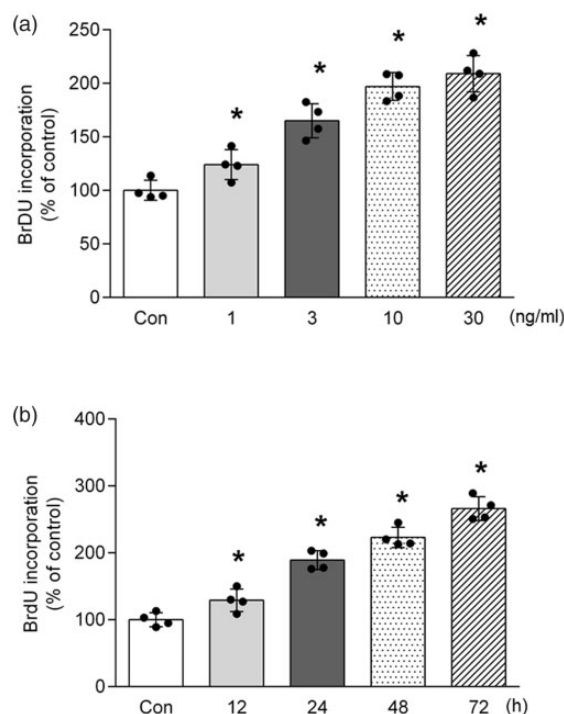 (a)
BrDU incorporation
(% of control)
250
200
150
100
50
0
* * * *
Con 1 3 10 30 (ng/ml)
(b)
BrdU incorporation
(% of control)
400
300
200
100
0
* * * *
Con 12 24 48 72 (h)